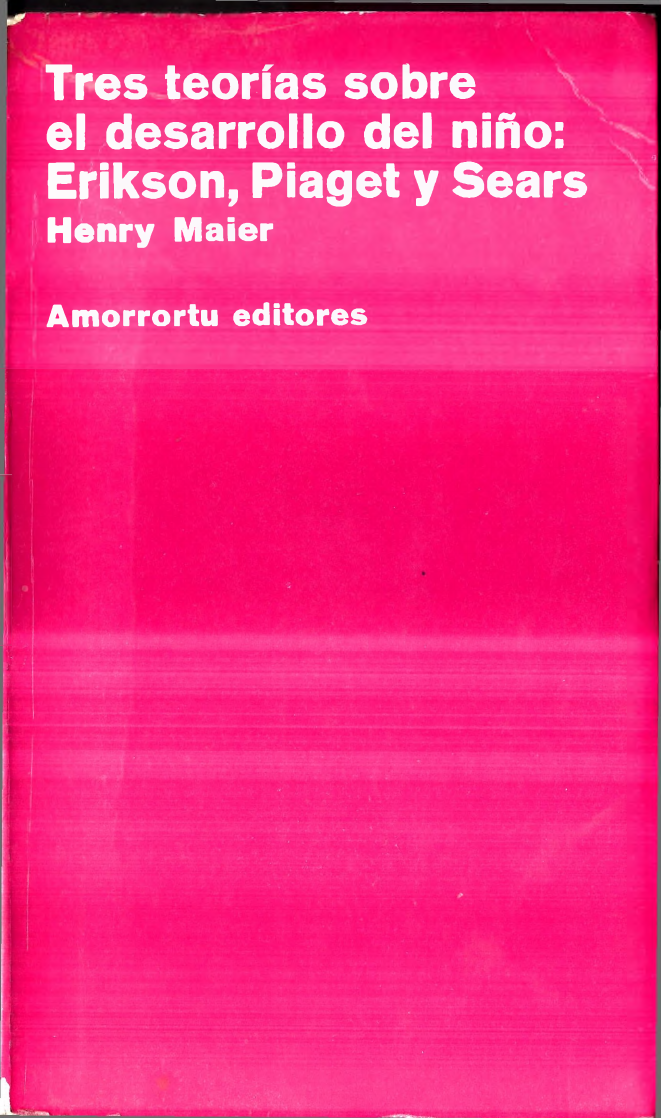 Tres teorías sobre
el desarrollo del niño:
Erikson, Piaget y Sears
Henry Maier
Amorrortu editores